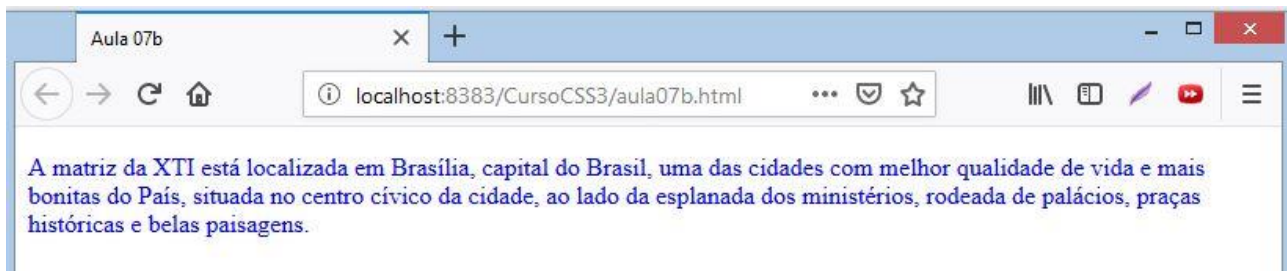 Aula 07b
localhost:8383/CursoCSS3/aula07b.html
A matriz da XTI está localizada em Brasília, capital do Brasil, uma das cidades com melhor qualidade de vida e mais
bonitas do País, situada no centro cívico da cidade, ao lado da esplanada dos ministérios, rodeada de palácios, praças
históricas e belas paisagens.